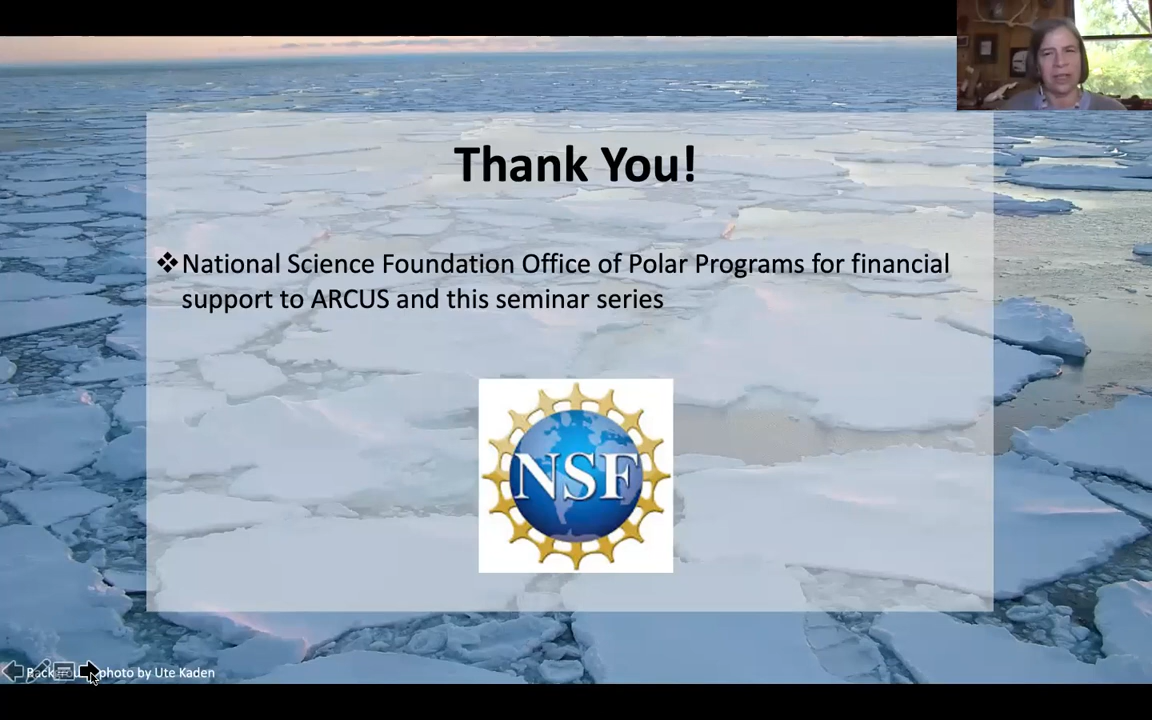 Thank You!
❖National Science Foundation Office of Polar Programs for financial
support to ARCUS and this seminar series
NSF
photo by Ute Kaden